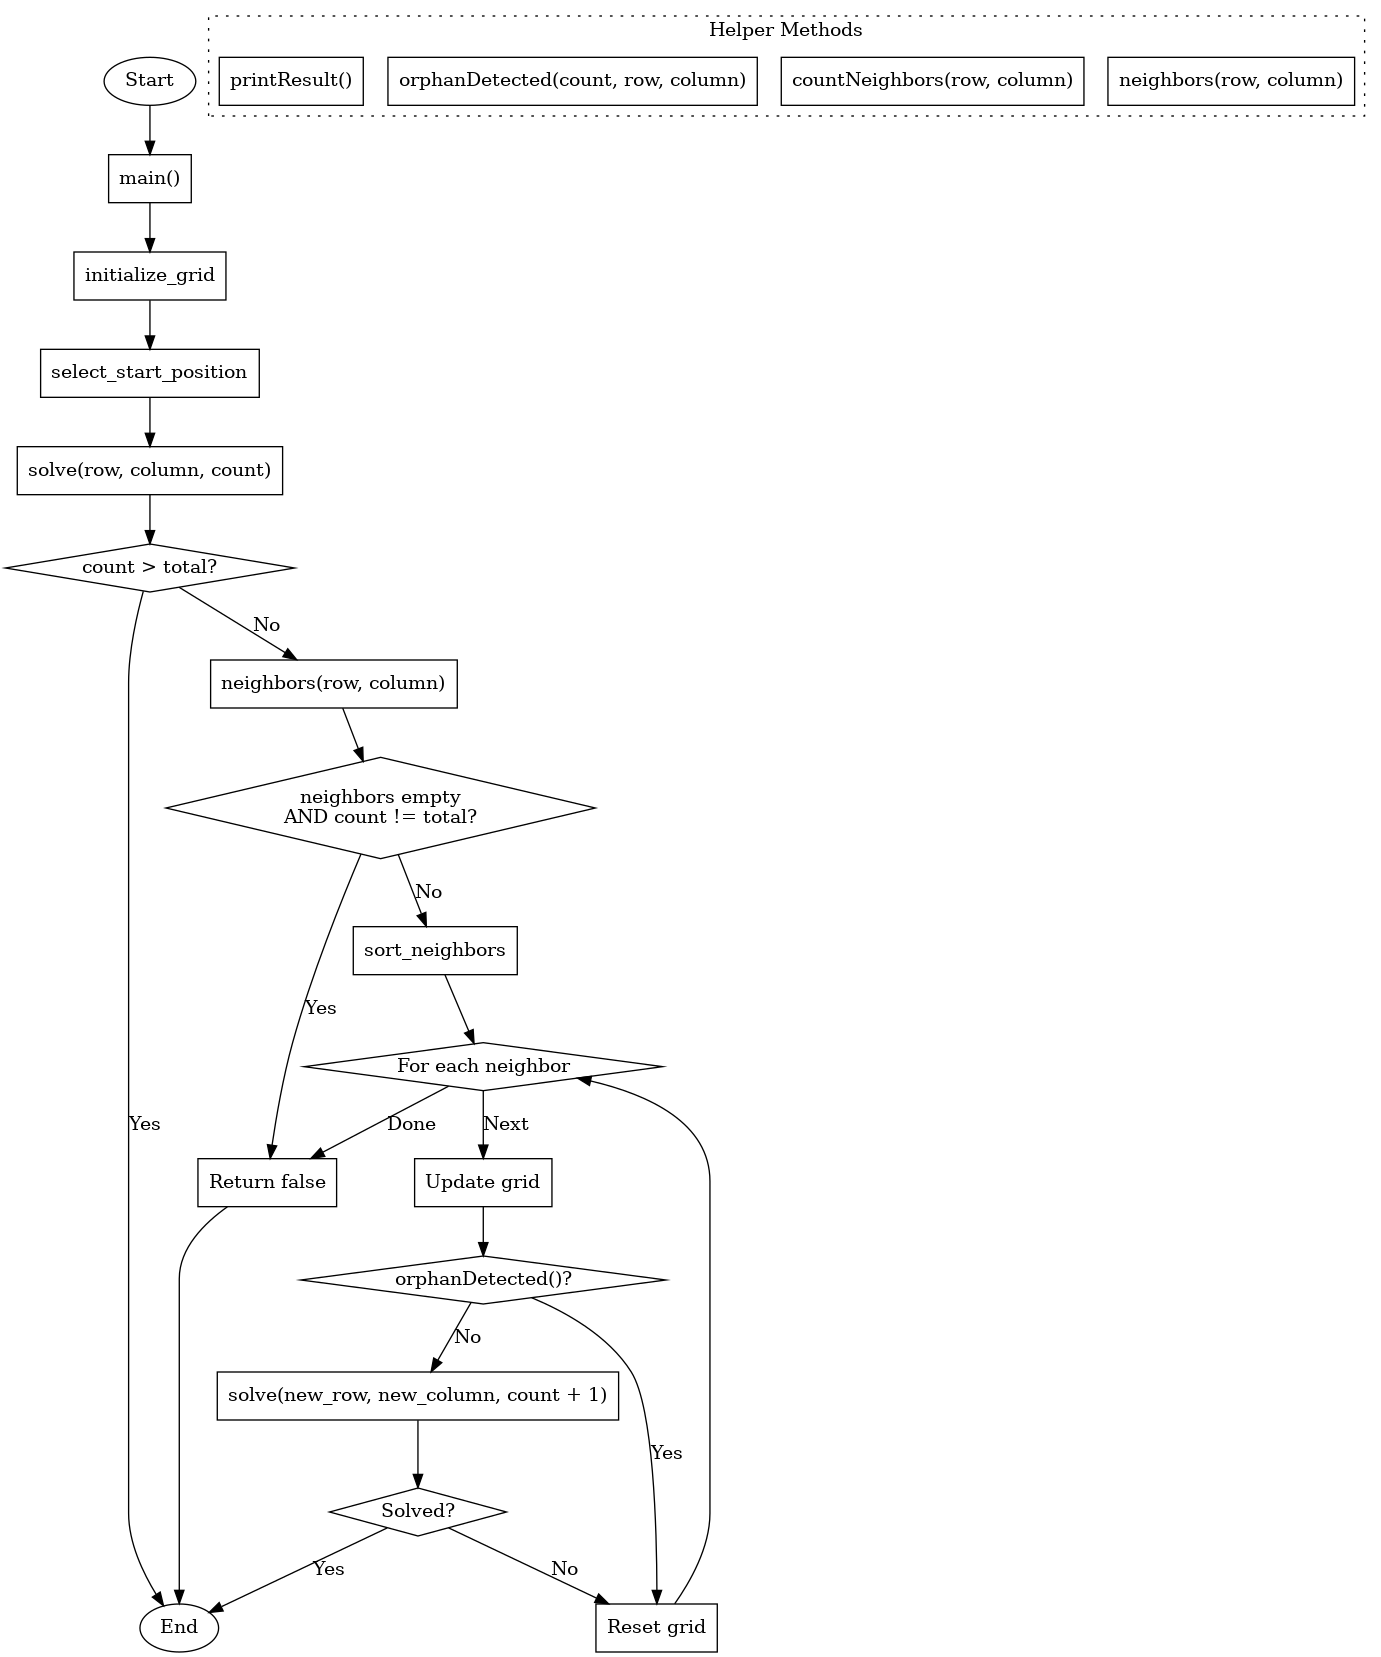 Helper Methods
Start
printResult()
orphanDetected(count, row, column)
countNeighbors(row, column)
neighbors(row, column)
main()
initialize_grid
select_start_position
solve(row, column, count)
count > total?
No
neighbors(row, column)
neighbors empty
AND count != total?
No
sort_neighbors
Yes
For each neighbor
Yes
Done
Next
Return false
Update grid
orphanDetected()?
No
solve(new_row, new_column, count + 1)
Yes
Solved?
Yes
No
End
Reset grid